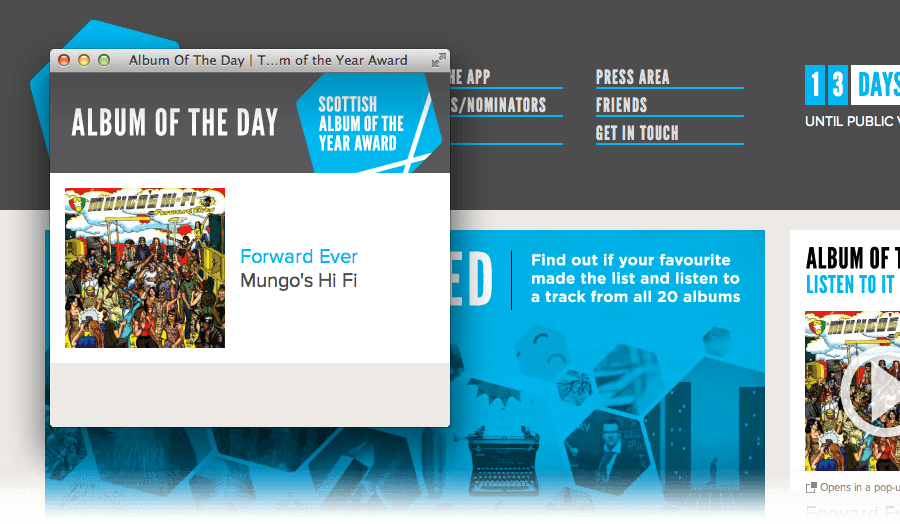 Album Of The Day | T...m of the Year Award
ALBUM OF THE DAY
SCOTTISH
ALBUM OF THE
YEAR AWARD
MUNGO'S HI-FI
Forward Ever
Forward Ever
Mungo's Hi Fi
HE APP
S/NOMINATORS
PRESS AREA
FRIENDS
GET IN TOUCH
13 DAYS
UNTIL PUBLIC V
ED
Find out if your favourite
made the list and listen to
a track from all 20 albums
ALBUM OF T
LISTEN TO IT
MUNGO'S
Opens in a pop-u
Forward Ev